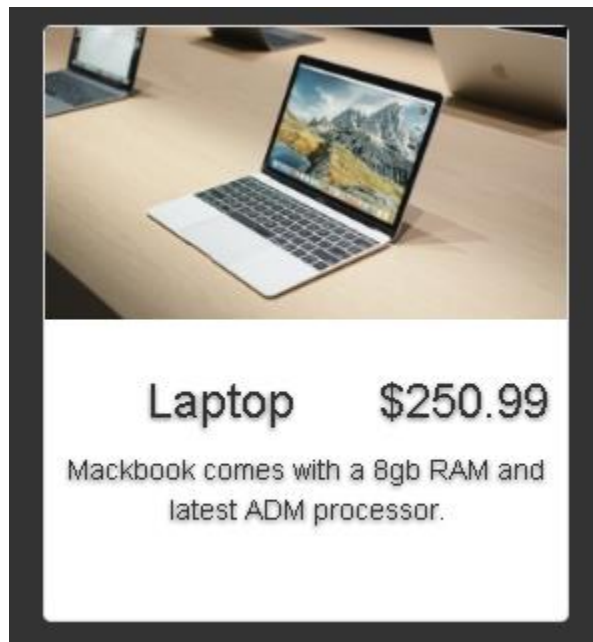 Laptop $250.99
Mackbook comes with a 8gb RAM and
latest ADM processor.